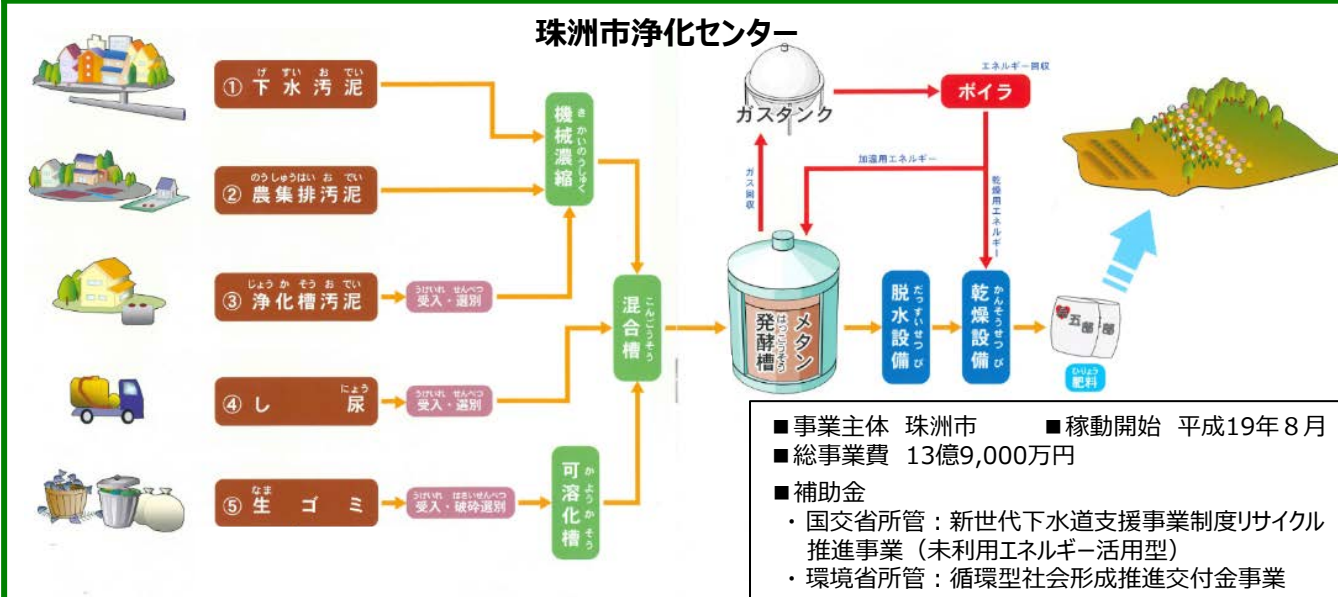 珠洲市浄化センター
げ すい お でい
① 下水汚泥
のうしゅうはい お でい
② 農集排汚泥
じょう か そう お でい
③ 浄化槽汚泥
うけいれ せんべつ
受入・選別
にょう
④ し 尿
うけいれ せんべつ
受入・選別
なま
⑤ 生 ゴ ミ
うけいれ はさいせんべつ
受入・破砕選別
機械濃縮
き かいのうしゅく
混合槽
こんごうそう
可溶化槽
か よう か そう
ガスタンク
エネルギー回収
ボイラ
ガス回収
加温用エネルギー
乾燥用エネルギー
メタン
発酵槽
はっこうそう
脱水設備
だっすいせつ び
乾燥設備
かんそうせつ び
ひりょう
肥料
■事業主体 珠洲市 ■稼動開始 平成19年8月
■総事業費 13億9,000万円
■補助金
・国交省所管：新世代下水道支援事業制度リサイクル
推進事業（未利用エネルギー活用型）
・環境省所管：循環型社会形成推進交付金事業